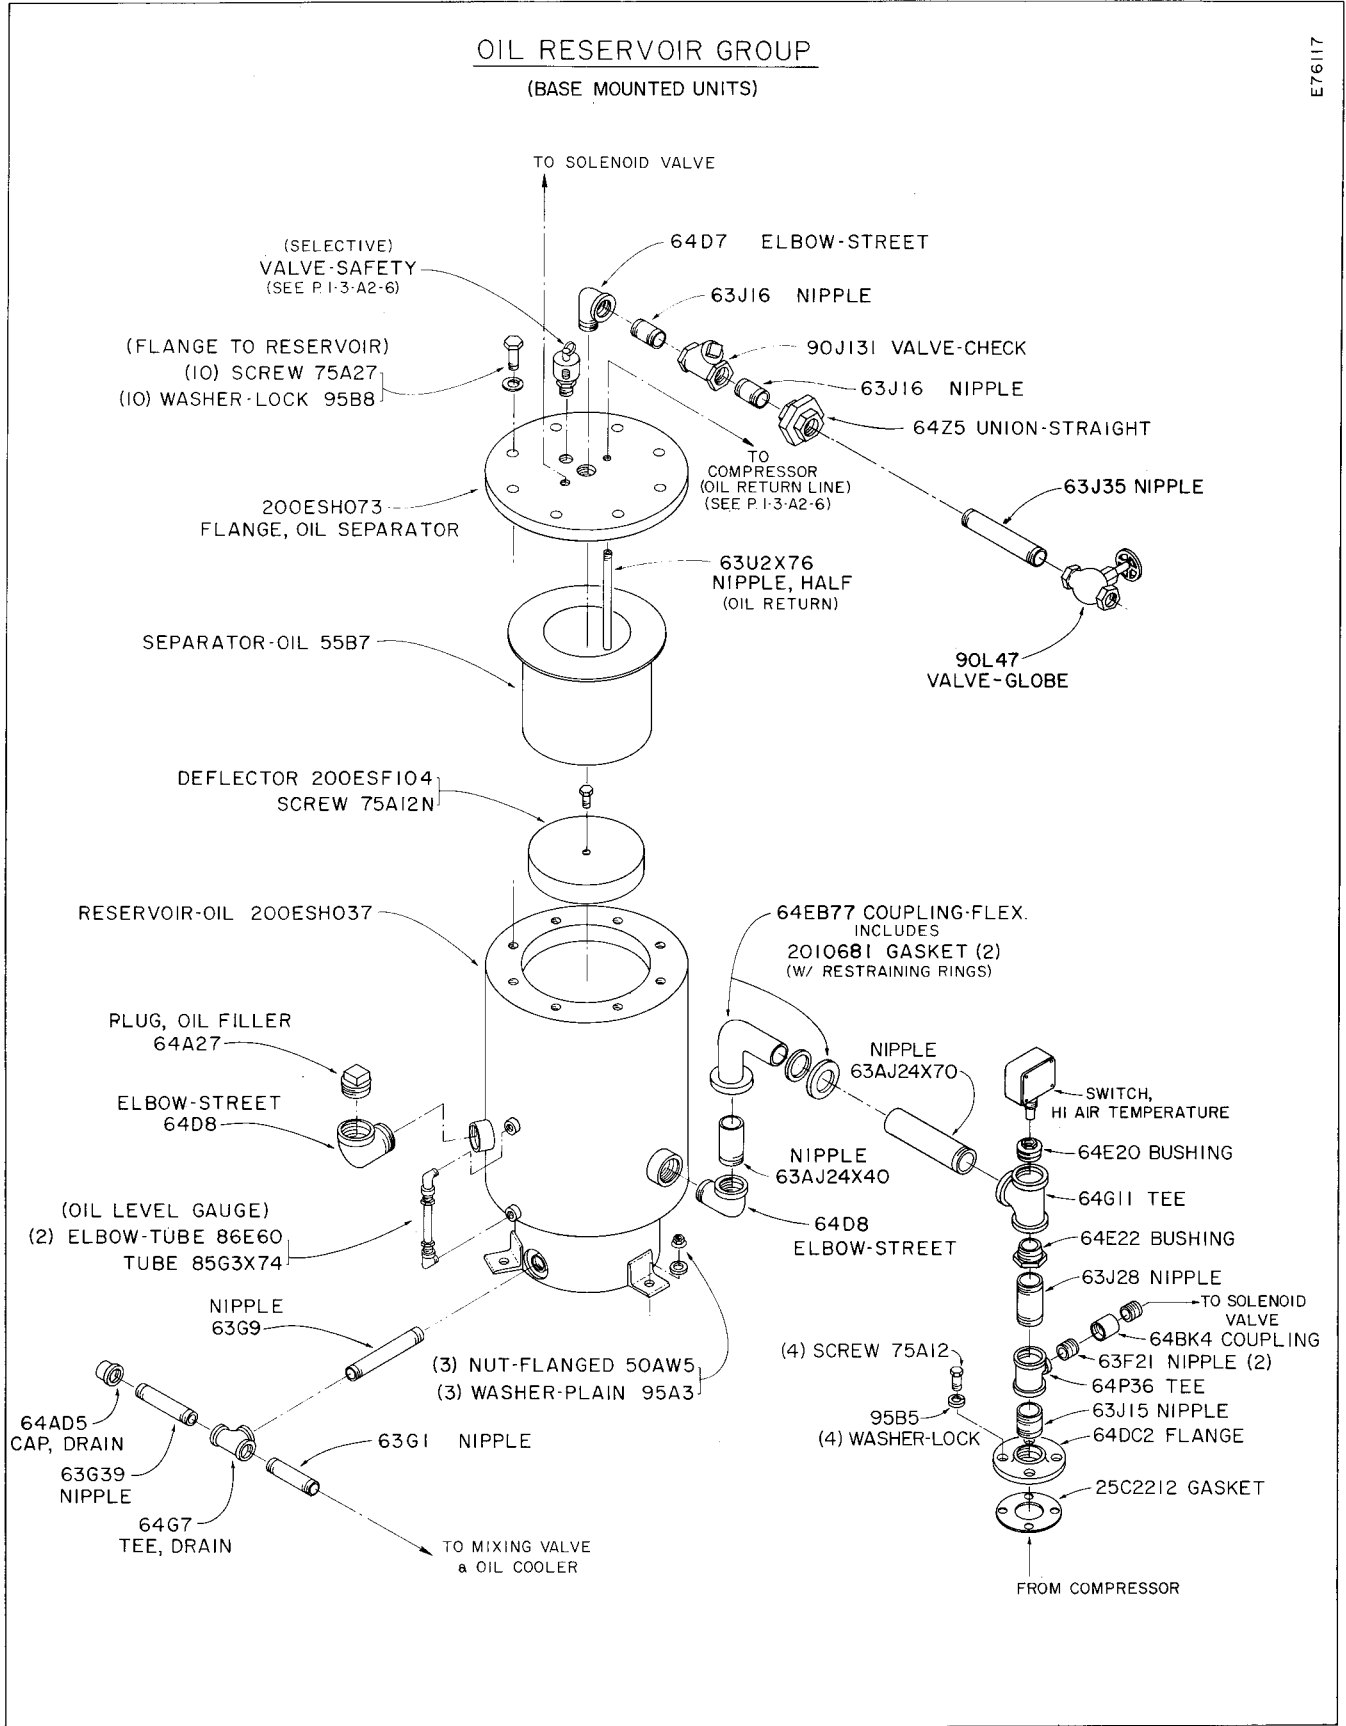 OIL RESERVOIR GROUP
(BASE MOUNTED UNITS)
E76117
TO SOLENOID VALVE
(SELECTIVE)
VALVE-SAFETY
(SEE P. 1-3-A2-6)
64D7 ELBOW-STREET
63J16 NIPPLE
(FLANGE TO RESERVOIR)
(10) SCREW 75A27
(10) WASHER-LOCK 95B8
90J131 VALVE-CHECK
63J16 NIPPLE
64Z5 UNION-STRAIGHT
TO
COMPRESSOR
(OIL RETURN LINE)
(SEE P. 1-3-A2-6)
63J35 NIPPLE
200ESH073
FLANGE, OIL SEPARATOR
63U2X76
NIPPLE, HALF
(OIL RETURN)
SEPARATOR-OIL 55B7
90L47
VALVE-GLOBE
DEFLECTOR 200ESF104
SCREW 75A12N
RESERVOIR-OIL 200ESH037
64EB77 COUPLING-FLEX.
INCLUDES
2010681 GASKET (2)
(W/ RESTRAINING RINGS)
PLUG, OIL FILLER
64A27
NIPPLE
63AJ24X70
SWITCH,
HI AIR TEMPERATURE
ELBOW-STREET
64D8
64E20 BUSHING
NIPPLE
63AJ24X40
64G11 TEE
(OIL LEVEL GAUGE)
(2) ELBOW-TUBE 86E60
TUBE 85G3X74
64D8
ELBOW-STREET
64E22 BUSHING
63J28 NIPPLE
NIPPLE
63G9
TO SOLENOID
VALVE
64BK4 COUPLING
63F21 NIPPLE (2)
64P36 TEE
63J15 NIPPLE
64DC2 FLANGE
(4) SCREW 75A12
(3) NUT-FLANGED 50AW5
(3) WASHER-PLAIN 95A3
95B5
(4) WASHER-LOCK
64AD5
CAP, DRAIN
63G1 NIPPLE
63G39
NIPPLE
25C2212 GASKET
64G7
TEE, DRAIN
TO MIXING VALVE
& OIL COOLER
FROM COMPRESSOR